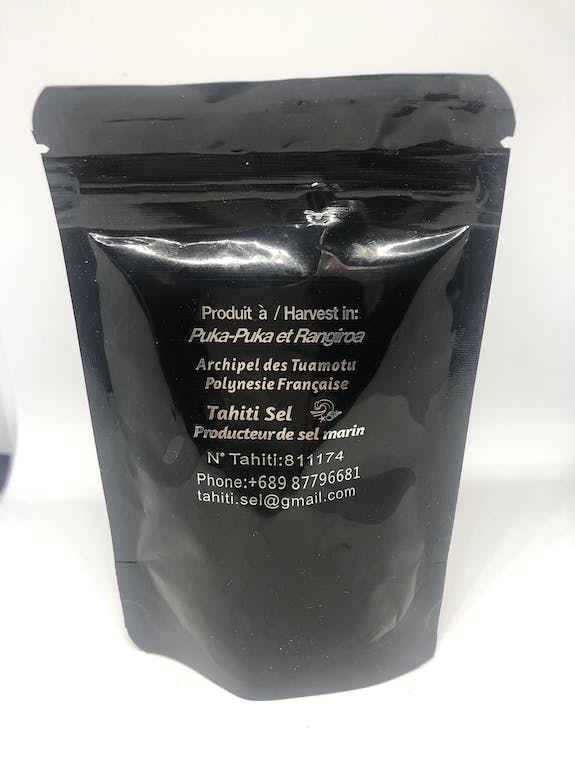 Produit à / Harvest in:
Puka-Puka et Rangiroa
Archipel des Tuamotu
Polynesie Française
Tahiti Sel
Producteur de sel marin
N° Tahiti:811174
Phone:+689 87796681
tahiti.sel@gmail.com